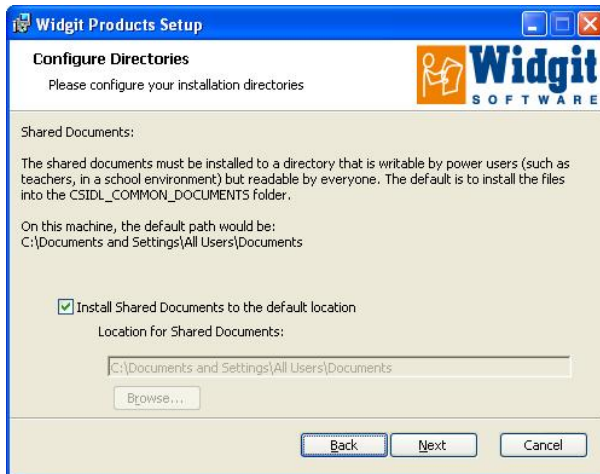 Widgit Products Setup
Configure Directories
Please configure your installation directories
Widgit
SOFTWARE
Shared Documents:
The shared documents must be installed to a directory that is writable by power users (such as
teachers, in a school environment) but readable by everyone. The default is to install the files
into the CSIDL_COMMON_DOCUMENTS folder.
On this machine, the default path would be:
C:\Documents and Settings\All Users\Documents
Install Shared Documents to the default location
Location for Shared Documents:
C:\Documents and Settings\All Users\Documents
Browse...
Back
Next
Cancel